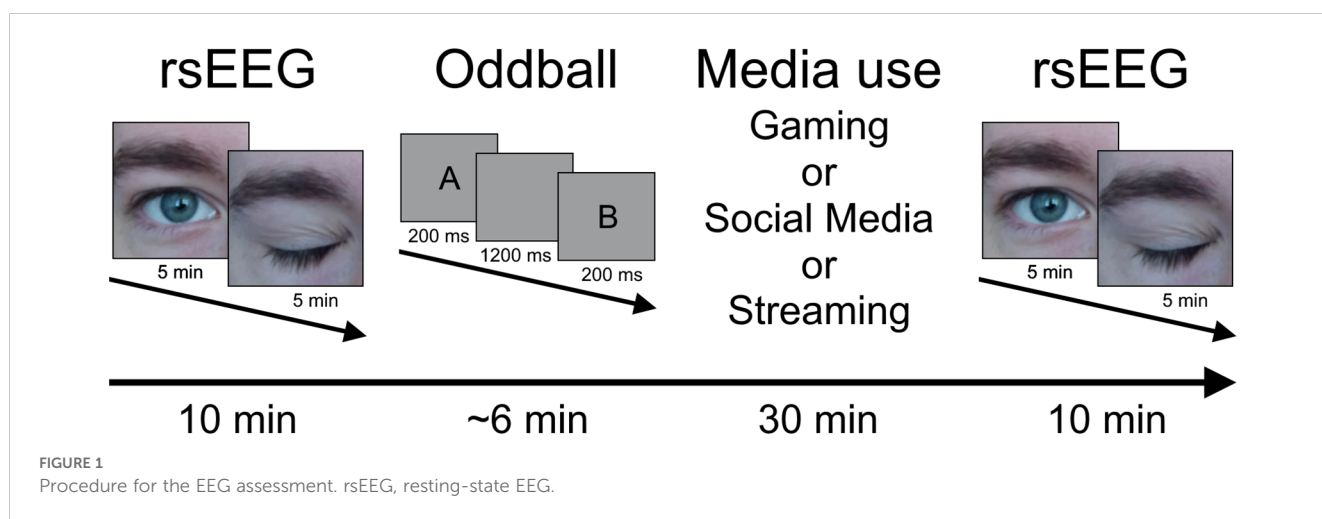 rsEEG
5 min
5 min
10 min
Oddball
A
200 ms
1200 ms
B
200 ms
~6 min
Media use
Gaming
or
Social Media
or
Streaming
30 min
rsEEG
5 min
5 min
10 min
FIGURE 1
Procedure for the EEG assessment. rsEEG, resting-state EEG.